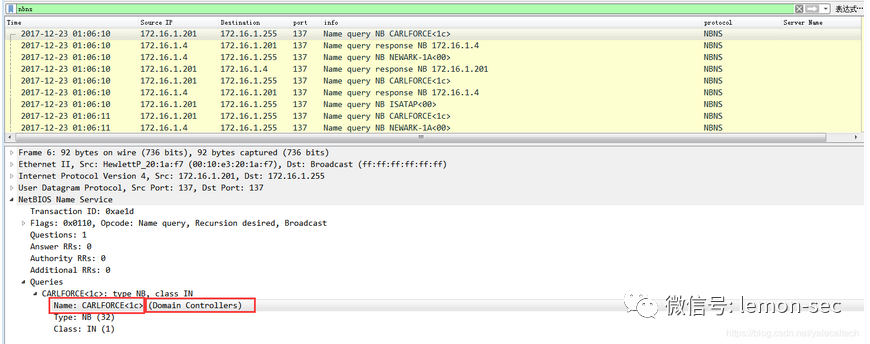 nbns
表达式…
Time Source IP Destination port info protocol Server Name
2017-12-23 01:06:10 172.16.1.201 172.16.1.255 137 Name query NB CARLFORCE<1c> NBNS
2017-12-23 01:06:10 172.16.1.4 172.16.1.201 137 Name query response NB 172.16.1.4 NBNS
2017-12-23 01:06:10 172.16.1.4 172.16.1.255 137 Name query NB NEWARK-1A<00> NBNS
2017-12-23 01:06:10 172.16.1.201 172.16.1.4 137 Name query response NB 172.16.1.201 NBNS
2017-12-23 01:06:10 172.16.1.201 172.16.1.255 137 Name query NB CARLFORCE<1c> NBNS
2017-12-23 01:06:10 172.16.1.4 172.16.1.201 137 Name query response NB 172.16.1.4 NBNS
2017-12-23 01:06:10 172.16.1.201 172.16.1.255 137 Name query NB ISATAP<00> NBNS
2017-12-23 01:06:11 172.16.1.201 172.16.1.255 137 Name query NB CARLFORCE<1c> NBNS
2017-12-23 01:06:11 172.16.1.4 172.16.1.255 137 Name query NB NEWARK-1A<00> NBNS
Frame 6: 92 bytes on wire (736 bits), 92 bytes captured (736 bits)
Ethernet II, Src: HewlettP_20:1a:f7 (00:10:e3:20:1a:f7), Dst: Broadcast (ff:ff:ff:ff:ff:ff)
Internet Protocol Version 4, Src: 172.16.1.201, Dst: 172.16.1.255
User Datagram Protocol, Src Port: 137, Dst Port: 137
NetBIOS Name Service
Transaction ID: 0xae1d
Flags: 0x0110, Opcode: Name query, Recursion desired, Broadcast
Questions: 1
Answer RRs: 0
Authority RRs: 0
Additional RRs: 0
Queries
CARLFORCE<1c>: type NB, class IN
Name: CARLFORCE<1c> (Domain Controllers)
Type: NB (32)
Class: IN (1)
微信号: lemon-sec
https://blog.csdn.net/yalecaltech